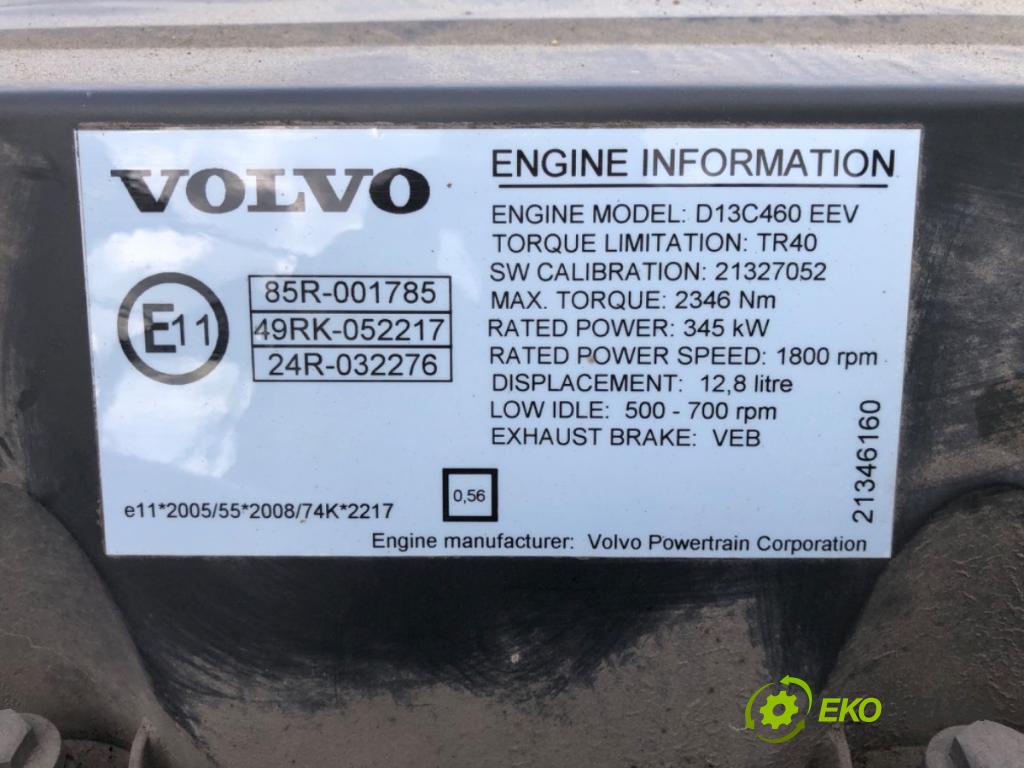 VOLVO
E11
85R-001785
49RK-052217
24R-032276
ENGINE INFORMATION
ENGINE MODEL: D13C460 EEV
TORQUE LIMITATION: TR40
SW CALIBRATION: 21327052
MAX. TORQUE: 2346 Nm
RATED POWER: 345 kW
RATED POWER SPEED: 1800 rpm
DISPLACEMENT: 12,8 litre
LOW IDLE: 500 - 700 rpm
EXHAUST BRAKE: VEB
21346160
0,56
e11*2005/55*2008/74K*2217
Engine manufacturer: Volvo Powertrain Corporation
EKO